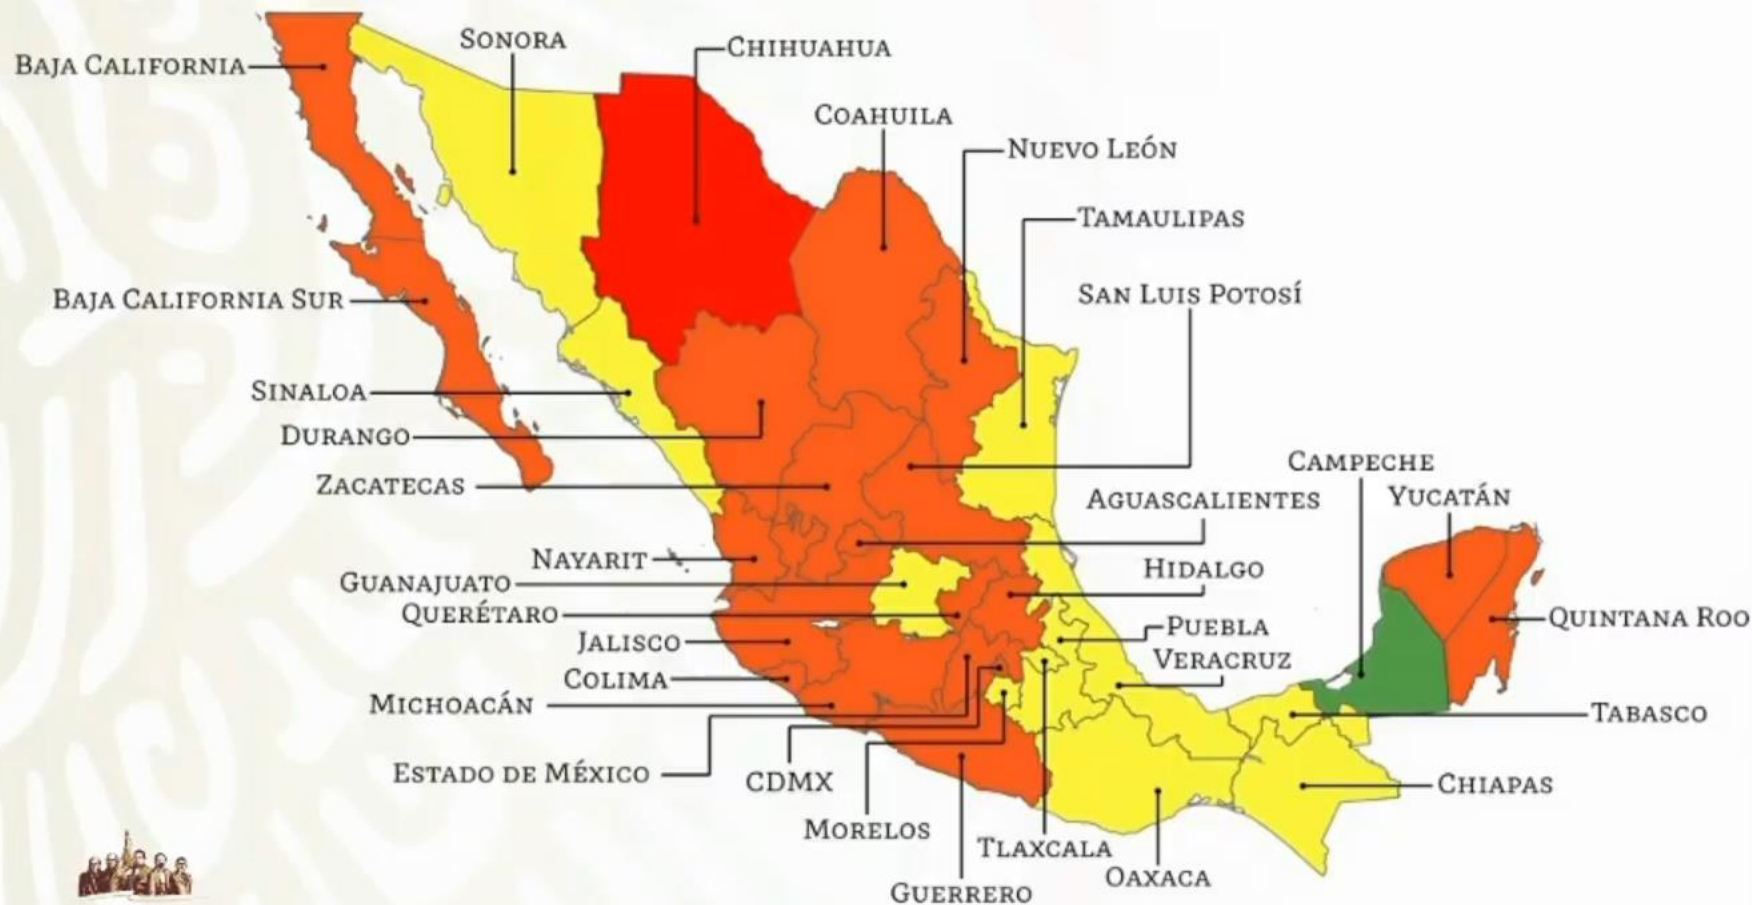 Sonora
Chihuahua
Baja California
Coahuila
Nuevo León
Tamaulipas
San Luis Potosí
Baja California Sur
Sinaloa
Durango
Campeche
Zacatecas
Yucatán
Aguascalientes
Nayarit
Hidalgo
Guanajuato
Querétaro
Quintana Roo
Puebla
Jalisco
Veracruz
Colima
Michoacán
Tabasco
Estado de México
CDMX
Chiapas
Morelos
Tlaxcala
Oaxaca
Guerrero